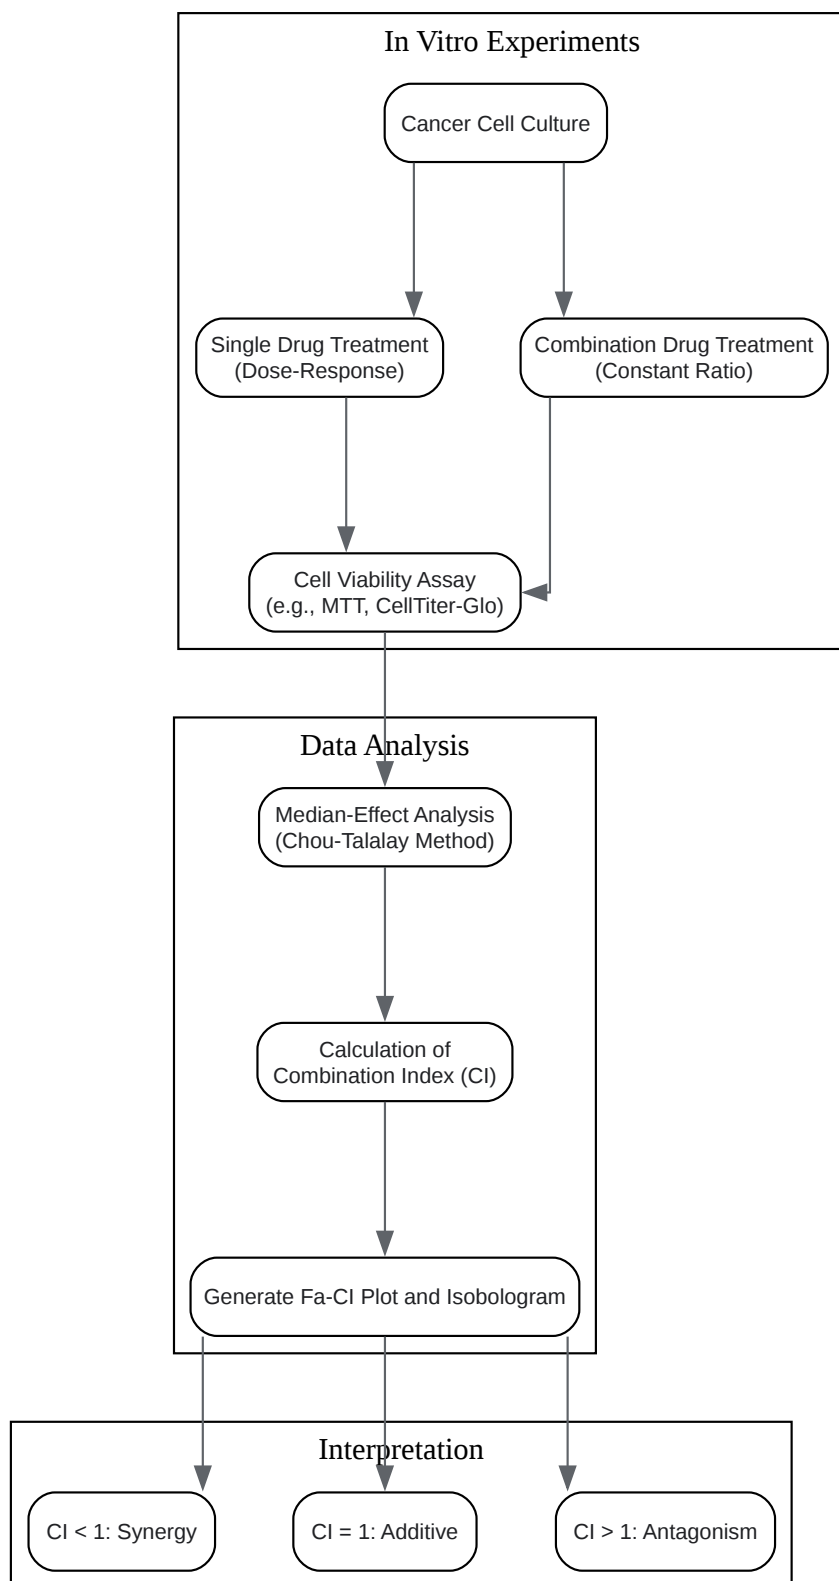 In Vitro Experiments
Cancer Cell Culture
Single Drug Treatment
(Dose-Response)
Combination Drug Treatment
(Constant Ratio)
Cell Viability Assay
(e.g., MTT, CellTiter-Glo)
Data Analysis
Median-Effect Analysis
(Chou-Talalay Method)
Calculation of
Combination Index (CI)
Generate Fa-CI Plot and Isobologram
Interpretation
CI < 1: Synergy
CI = 1: Additive
CI > 1: Antagonism